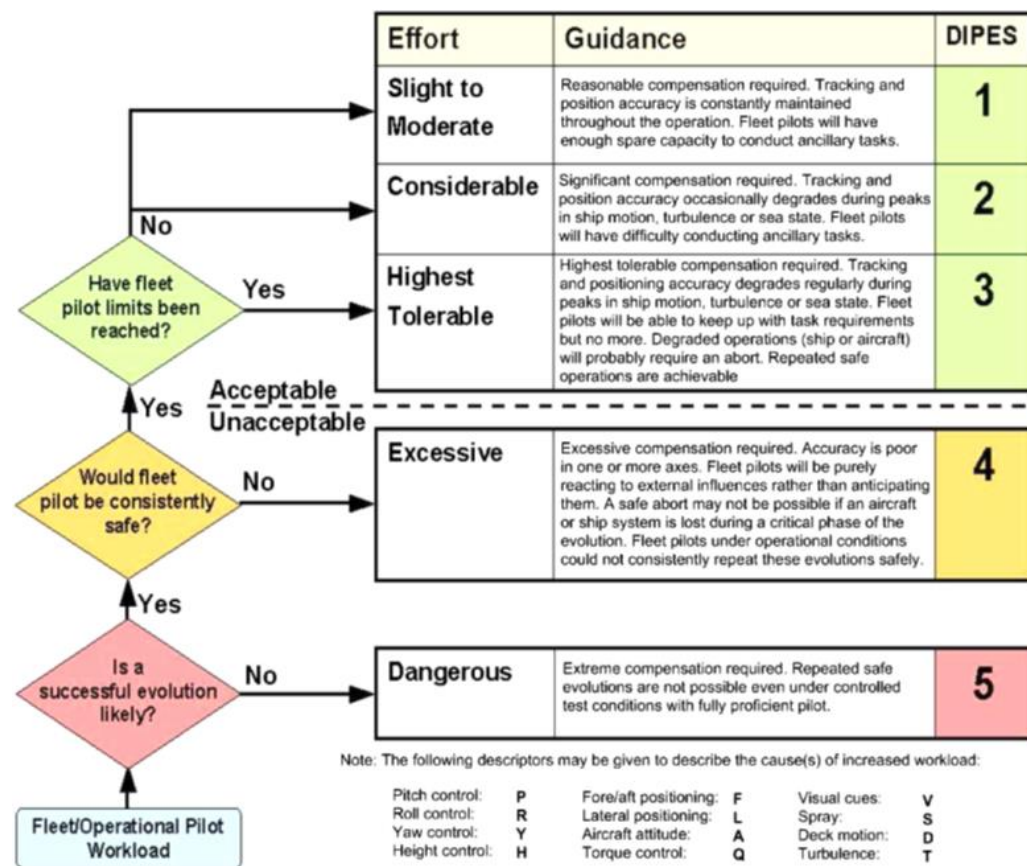 Effort Guidance DIPES
Slight to
Moderate
Reasonable compensation required. Tracking and
position accuracy is constantly maintained
throughout the operation. Fleet pilots will have
enough spare capacity to conduct ancillary tasks.
1
Considerable
Significant compensation required. Tracking and
position accuracy occasionally degrades during peaks
in ship motion, turbulence or sea state. Fleet pilots
will have difficulty conducting ancillary tasks.
2
No
Have fleet
pilot limits been
reached?
Yes
Highest
Tolerable
Highest tolerable compensation required. Tracking
and positioning accuracy degrades regularly during
peaks in ship motion, turbulence or sea state. Fleet
pilots will be able to keep up with task requirements
but no more. Degraded operations (ship or aircraft)
will probably require an abort. Repeated safe
operations are achievable
3
Yes
Acceptable
Unacceptable
Would fleet
pilot be consistently
safe?
No
Excessive
Excessive compensation required. Accuracy is poor
in one or more axes. Fleet pilots will be purely
reacting to external influences rather than anticipating
them. A safe abort may not be possible if an aircraft
or ship system is lost during a critical phase of the
evolution. Fleet pilots under operational conditions
could not consistently repeat these evolutions safely.
4
Yes
Is a
successful evolution
likely?
No
Dangerous
Extreme compensation required. Repeated safe
evolutions are not possible even under controlled
test conditions with fully proficient pilot.
5
Fleet/Operational Pilot
Workload
Note: The following descriptors may be given to describe the cause(s) of increased workload:
Pitch control: P Fore/aft positioning: F Visual cues: V
Roll control: R Lateral positioning: L Spray: S
Yaw control: Y Aircraft attitude: A Deck motion: D
Height control: H Torque control: Q Turbulence: T